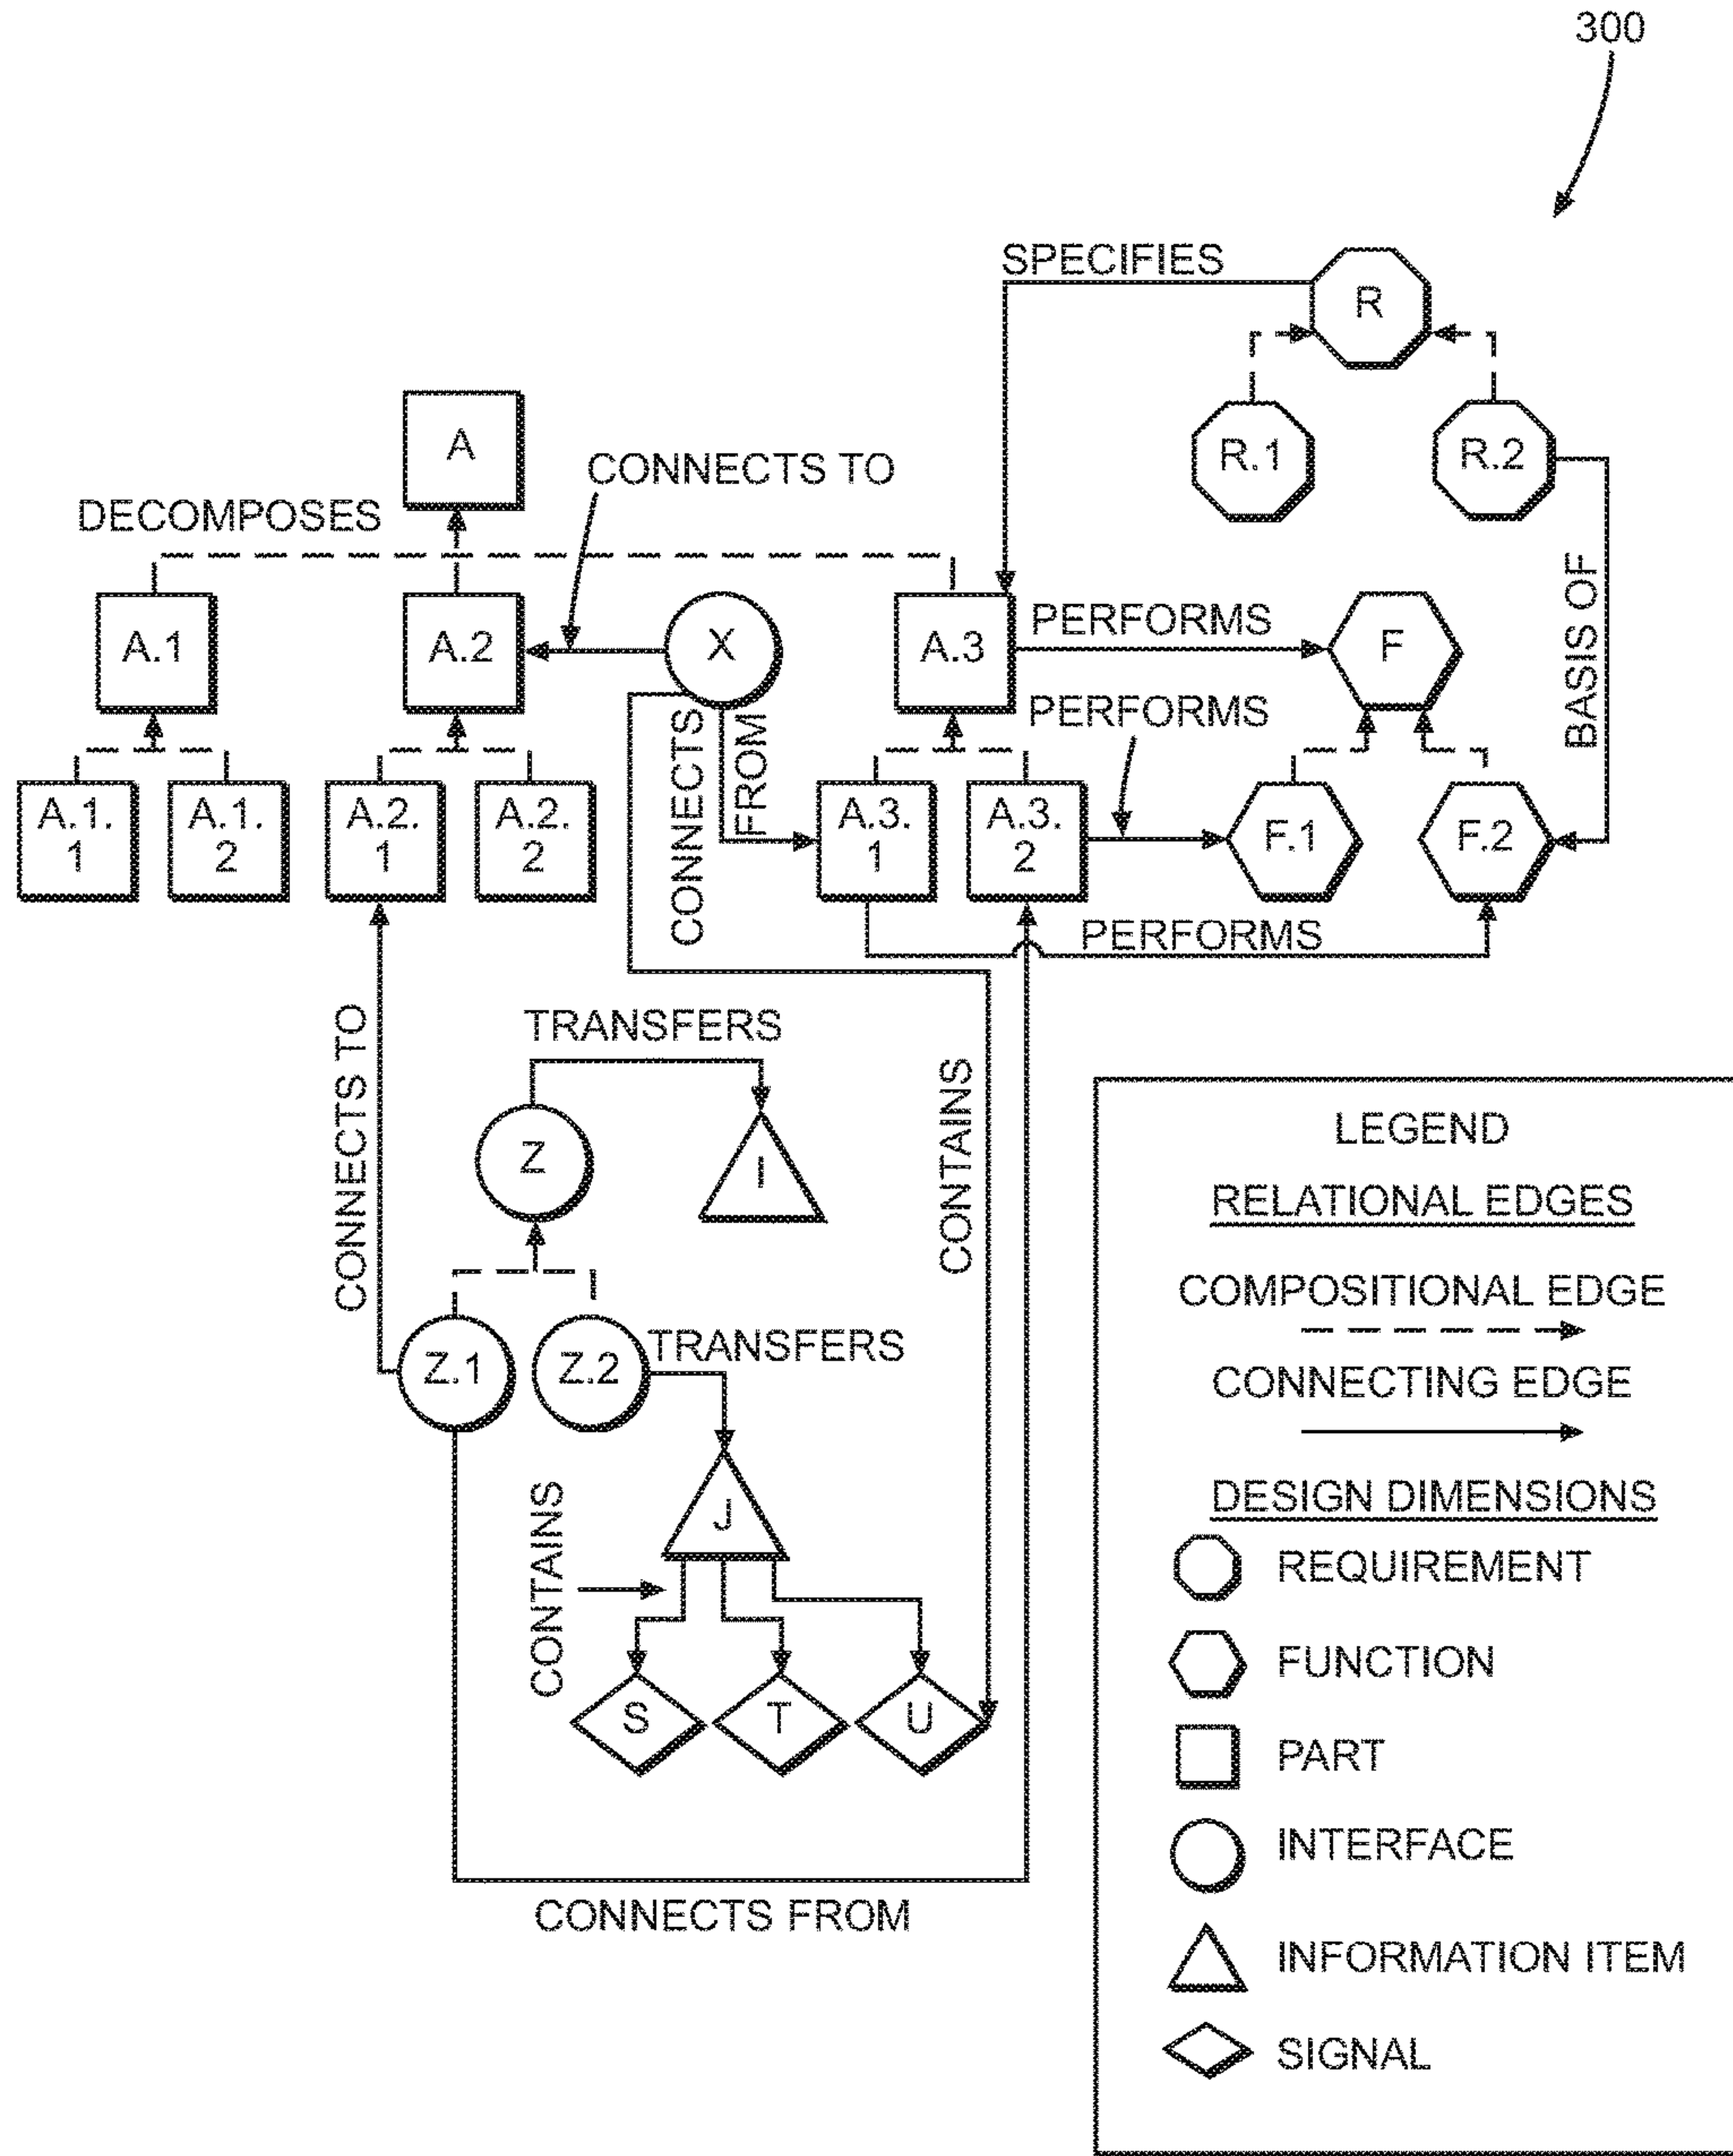 300
SPECIFIES
R
R.1
R.2
A
CONNECTS TO
DECOMPOSES
BASIS OF
A.1
A.2
X
A.3
PERFORMS
F
PERFORMS
CONNECTS
FROM
A.1.
1
A.1.
2
A.2.
1
A.2.
2
A.3.
1
A.3.
2
F.1
F.2
PERFORMS
CONNECTS TO
TRANSFERS
CONTAINS
Z
I
Z.1
Z.2
TRANSFERS
J
CONTAINS
S
T
U
CONNECTS FROM
LEGEND
RELATIONAL EDGES
COMPOSITIONAL EDGE
CONNECTING EDGE
DESIGN DIMENSIONS
REQUIREMENT
FUNCTION
PART
INTERFACE
INFORMATION ITEM
SIGNAL